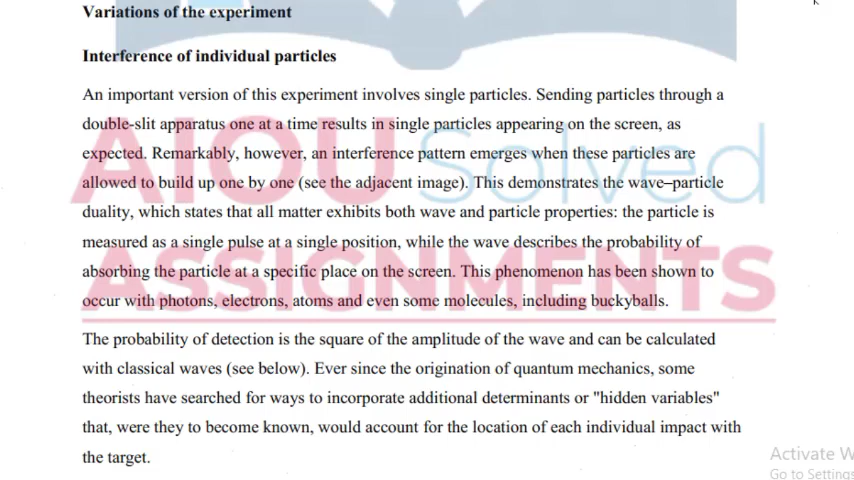 Variations of the experiment
Interference of individual particles
An important version of this experiment involves single particles. Sending particles through a
double-slit apparatus one at a time results in single particles appearing on the screen, as
expected. Remarkably, however, an interference pattern emerges when these particles are
allowed to build up one by one (see the adjacent image). This demonstrates the wave–particle
duality, which states that all matter exhibits both wave and particle properties: the particle is
measured as a single pulse at a single position, while the wave describes the probability of
absorbing the particle at a specific place on the screen. This phenomenon has been shown to
occur with photons, electrons, atoms and even some molecules, including buckyballs.
The probability of detection is the square of the amplitude of the wave and can be calculated
with classical waves (see below). Ever since the origination of quantum mechanics, some
theorists have searched for ways to incorporate additional determinants or "hidden variables"
that, were they to become known, would account for the location of each individual impact with
the target.
AIOU Solved
ASSIGNMENTS
Activate W
Go to Settings